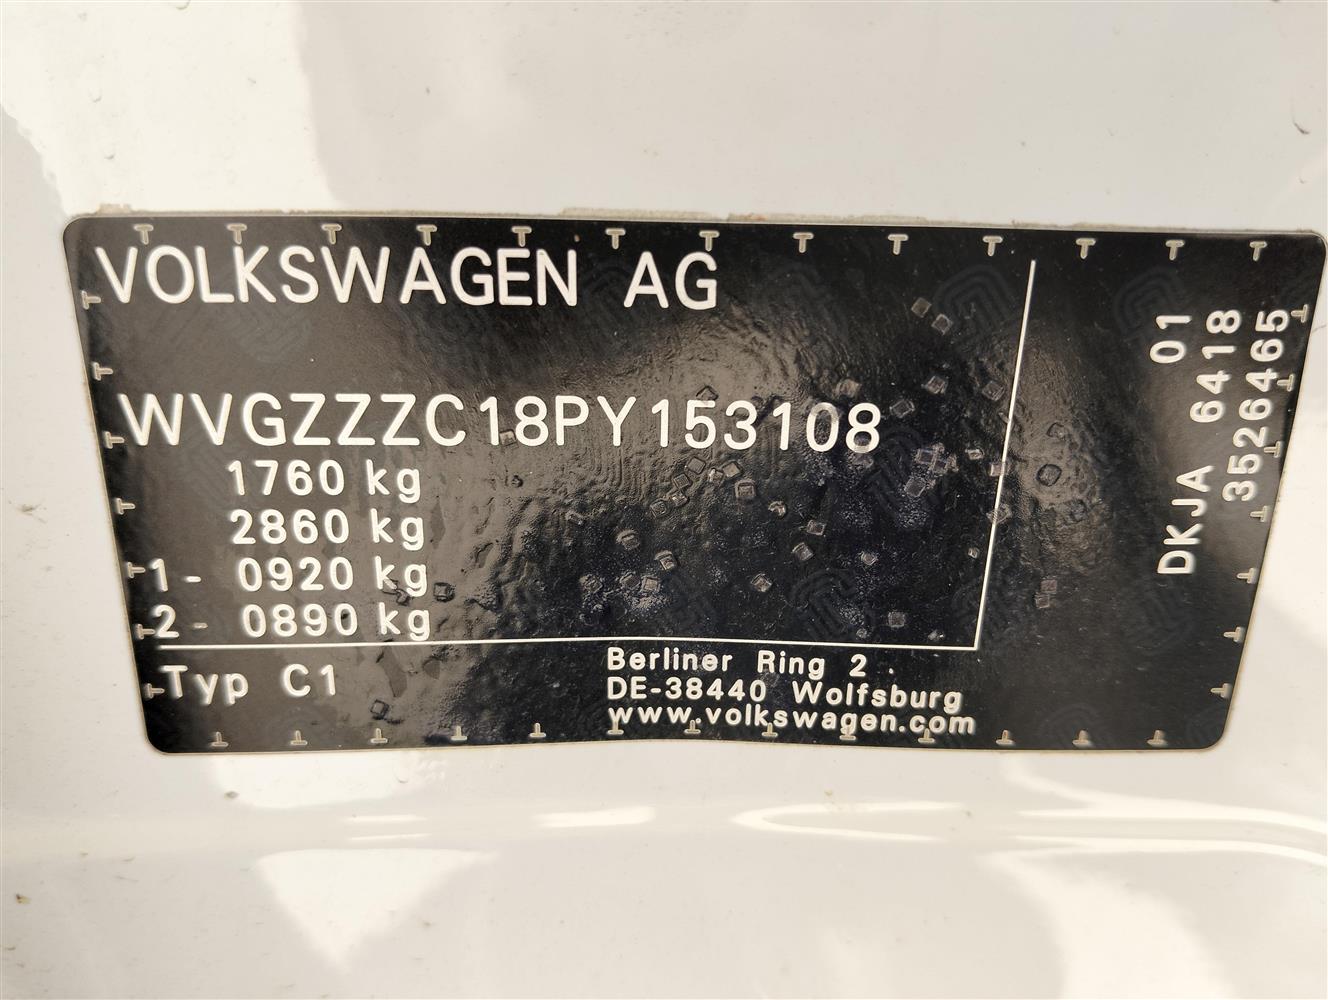 VOLKSWAGEN AG
WVGZZZC18PY153108
1760 kg
2860 kg
1- 0920 kg
2- 0890 kg
Typ C1
Berliner Ring 2
DE-38440 Wolfsburg
www.volkswagen.com
DKJA 01
6418
3526465